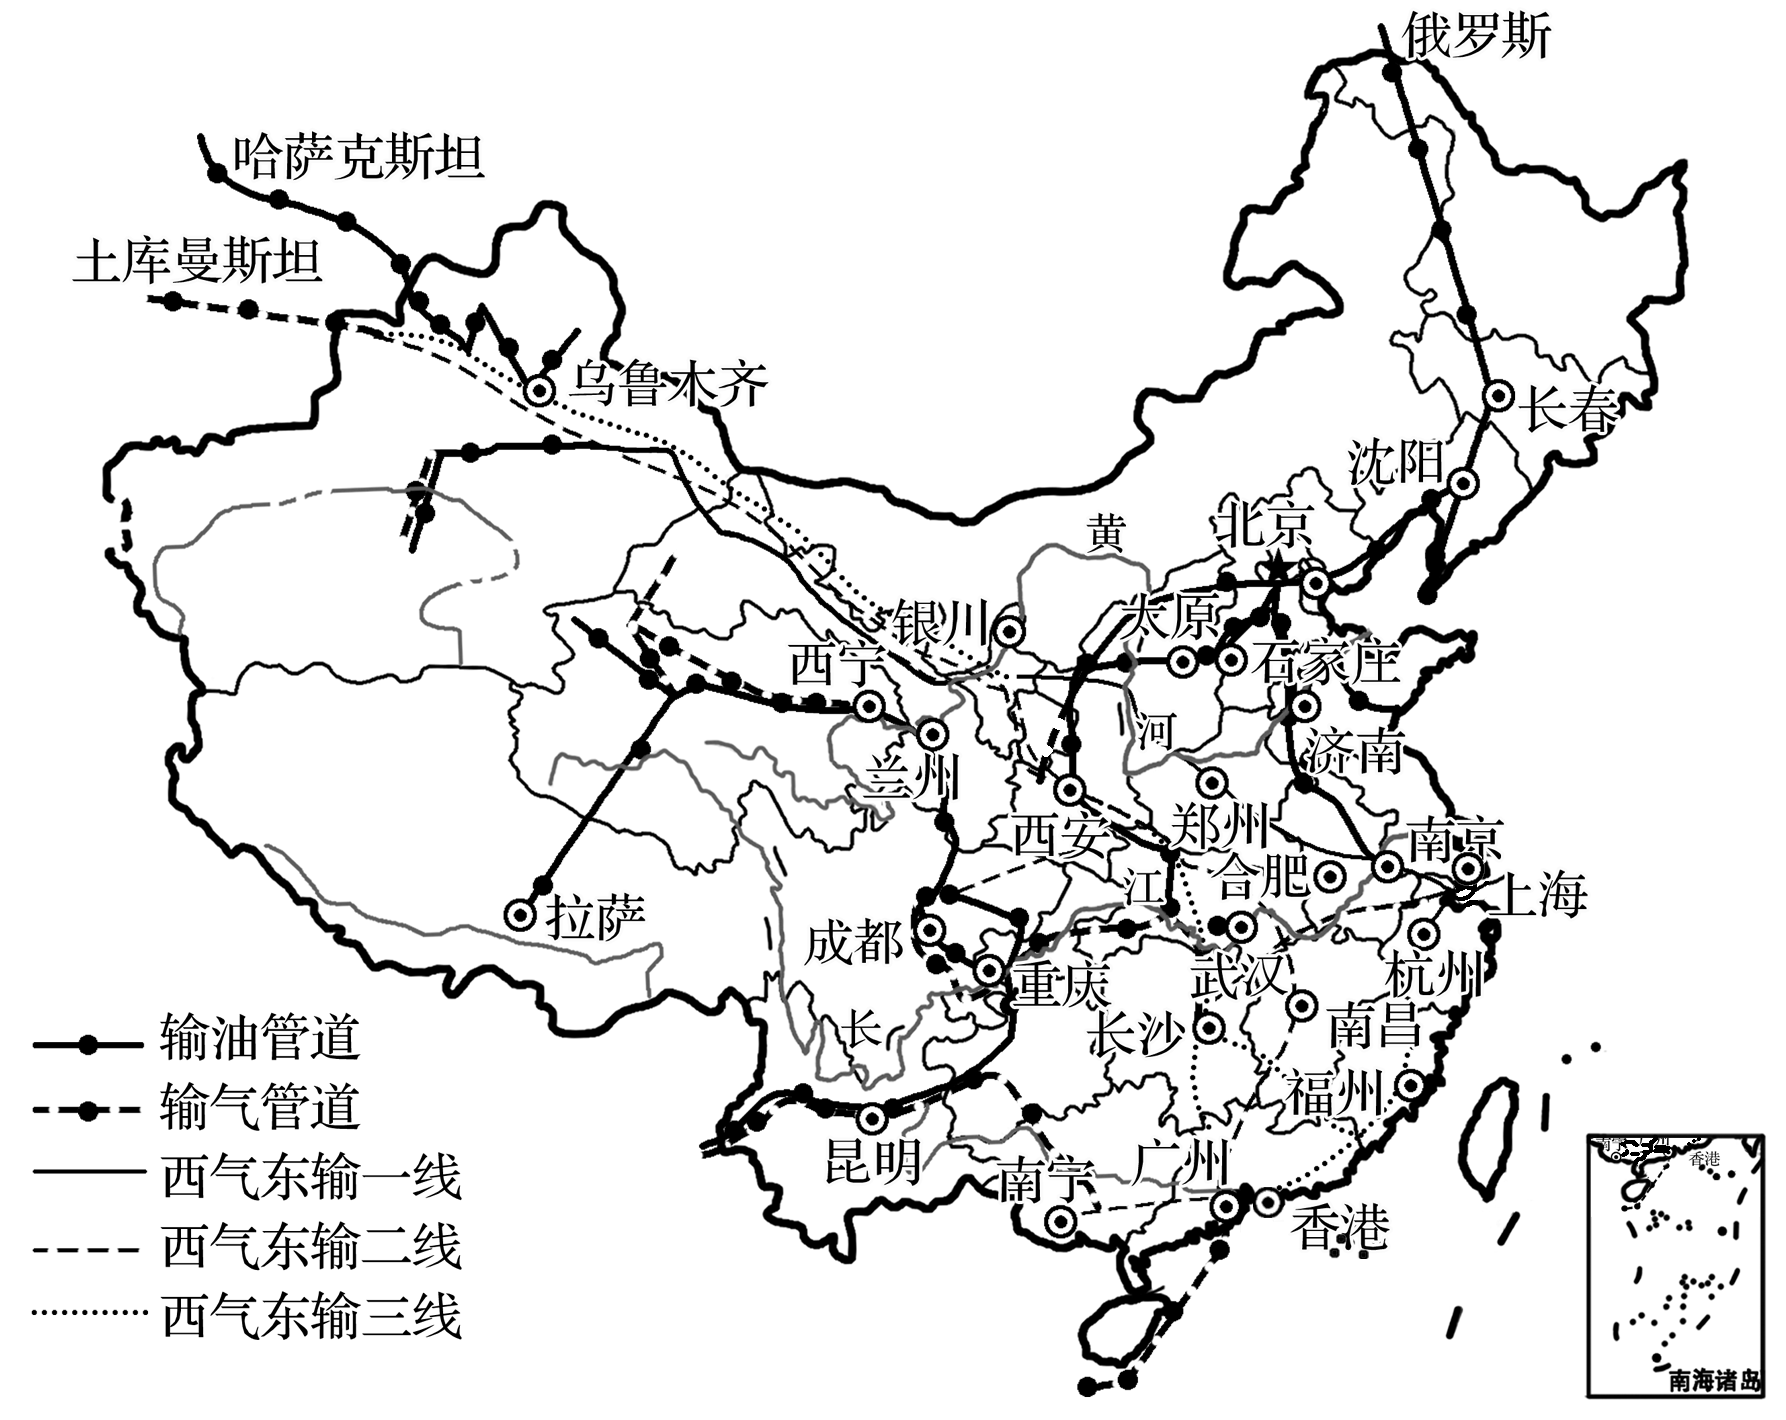 俄罗斯
哈萨克斯坦
土库曼斯坦
乌鲁木齐
长春
沈阳
北京
黄
银川
太原
西宁
石家庄
河
兰州
济南
西安
郑州
南京
江
合肥
上海
拉萨
成都
重庆
武汉
杭州
长
长沙
南昌
福州
昆明
南宁
广州
香港
输油管道
输气管道
西气东输一线
西气东输二线
西气东输三线
香港
南海诸岛